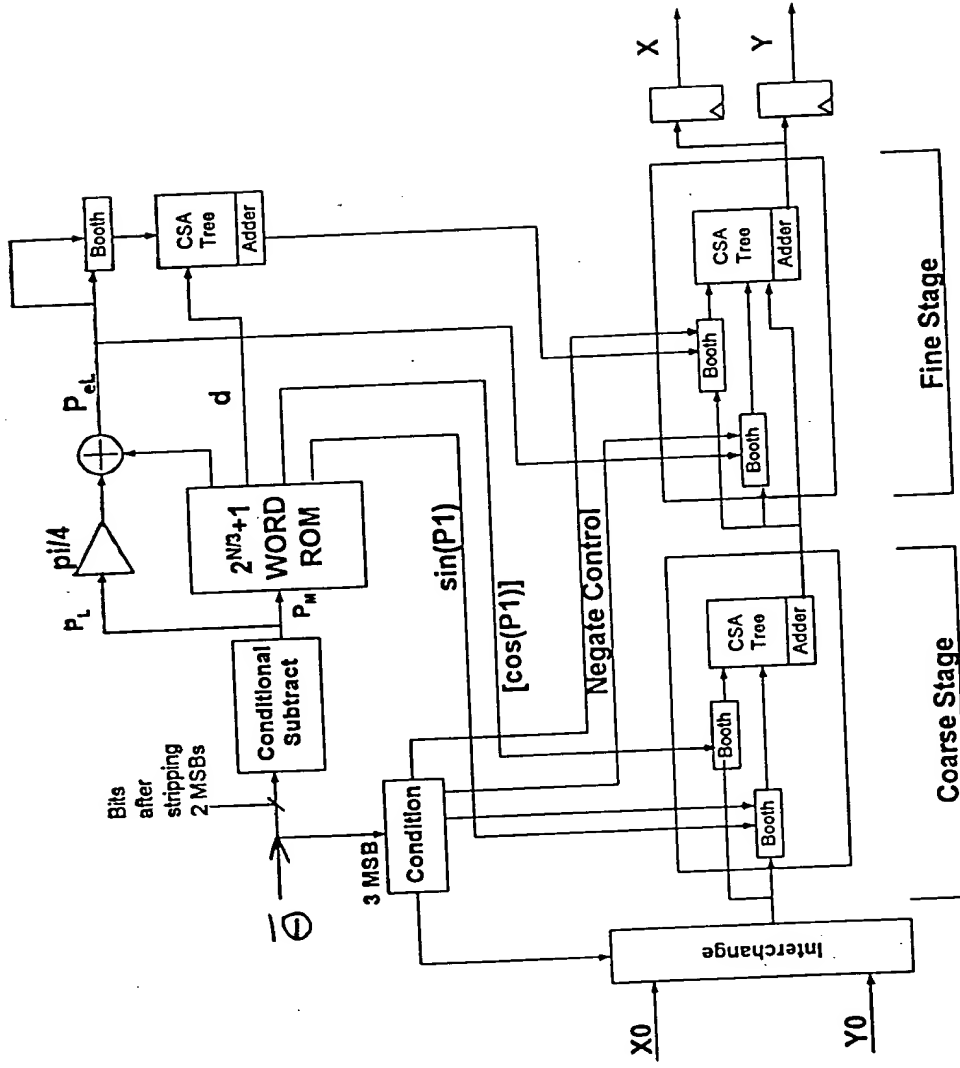 X0
Y0
Interchange
Θ
Bits
after
stripping
2 MSBs
3 MSB
Condition
Conditional
Subtract
P_L
P_M
pi/4
2^{N/3}+1
WORD
ROM
P_eL
d
Booth
CSA
Tree
Adder
sin(P1)
[cos(P1)]
Negate Control
Booth
Booth
CSA
Tree
Adder
Coarse Stage
Booth
Booth
CSA
Tree
Adder
Fine Stage
X
Y